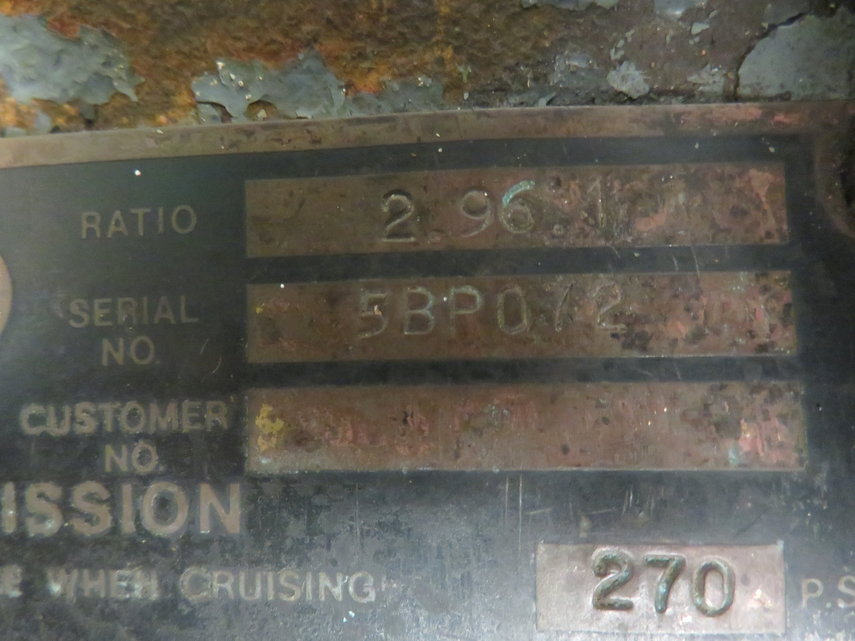 RATIO 2.96.1
SERIAL NO. 5BP072
CUSTOMER NO.
ISSION
WHEN CRUISING 270 P.S